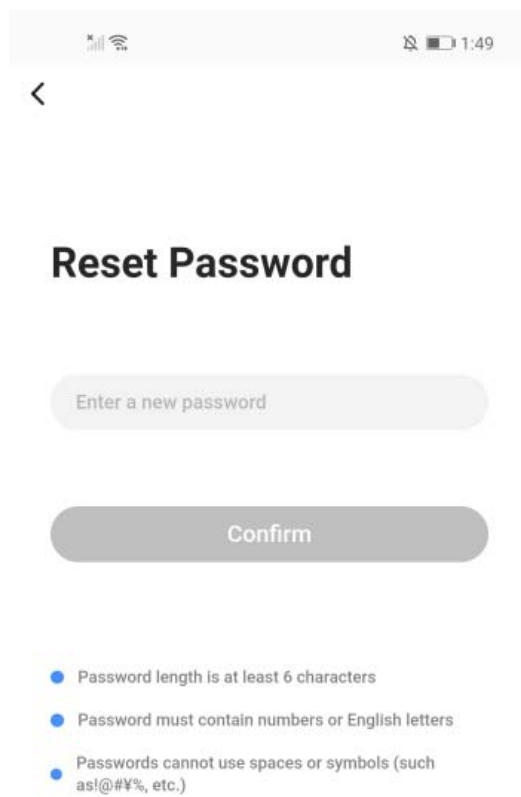 1:49
Reset Password
Enter a new password
Confirm
Password length is at least 6 characters
Password must contain numbers or English letters
Passwords cannot use spaces or symbols (such
as!@#¥%, etc.)